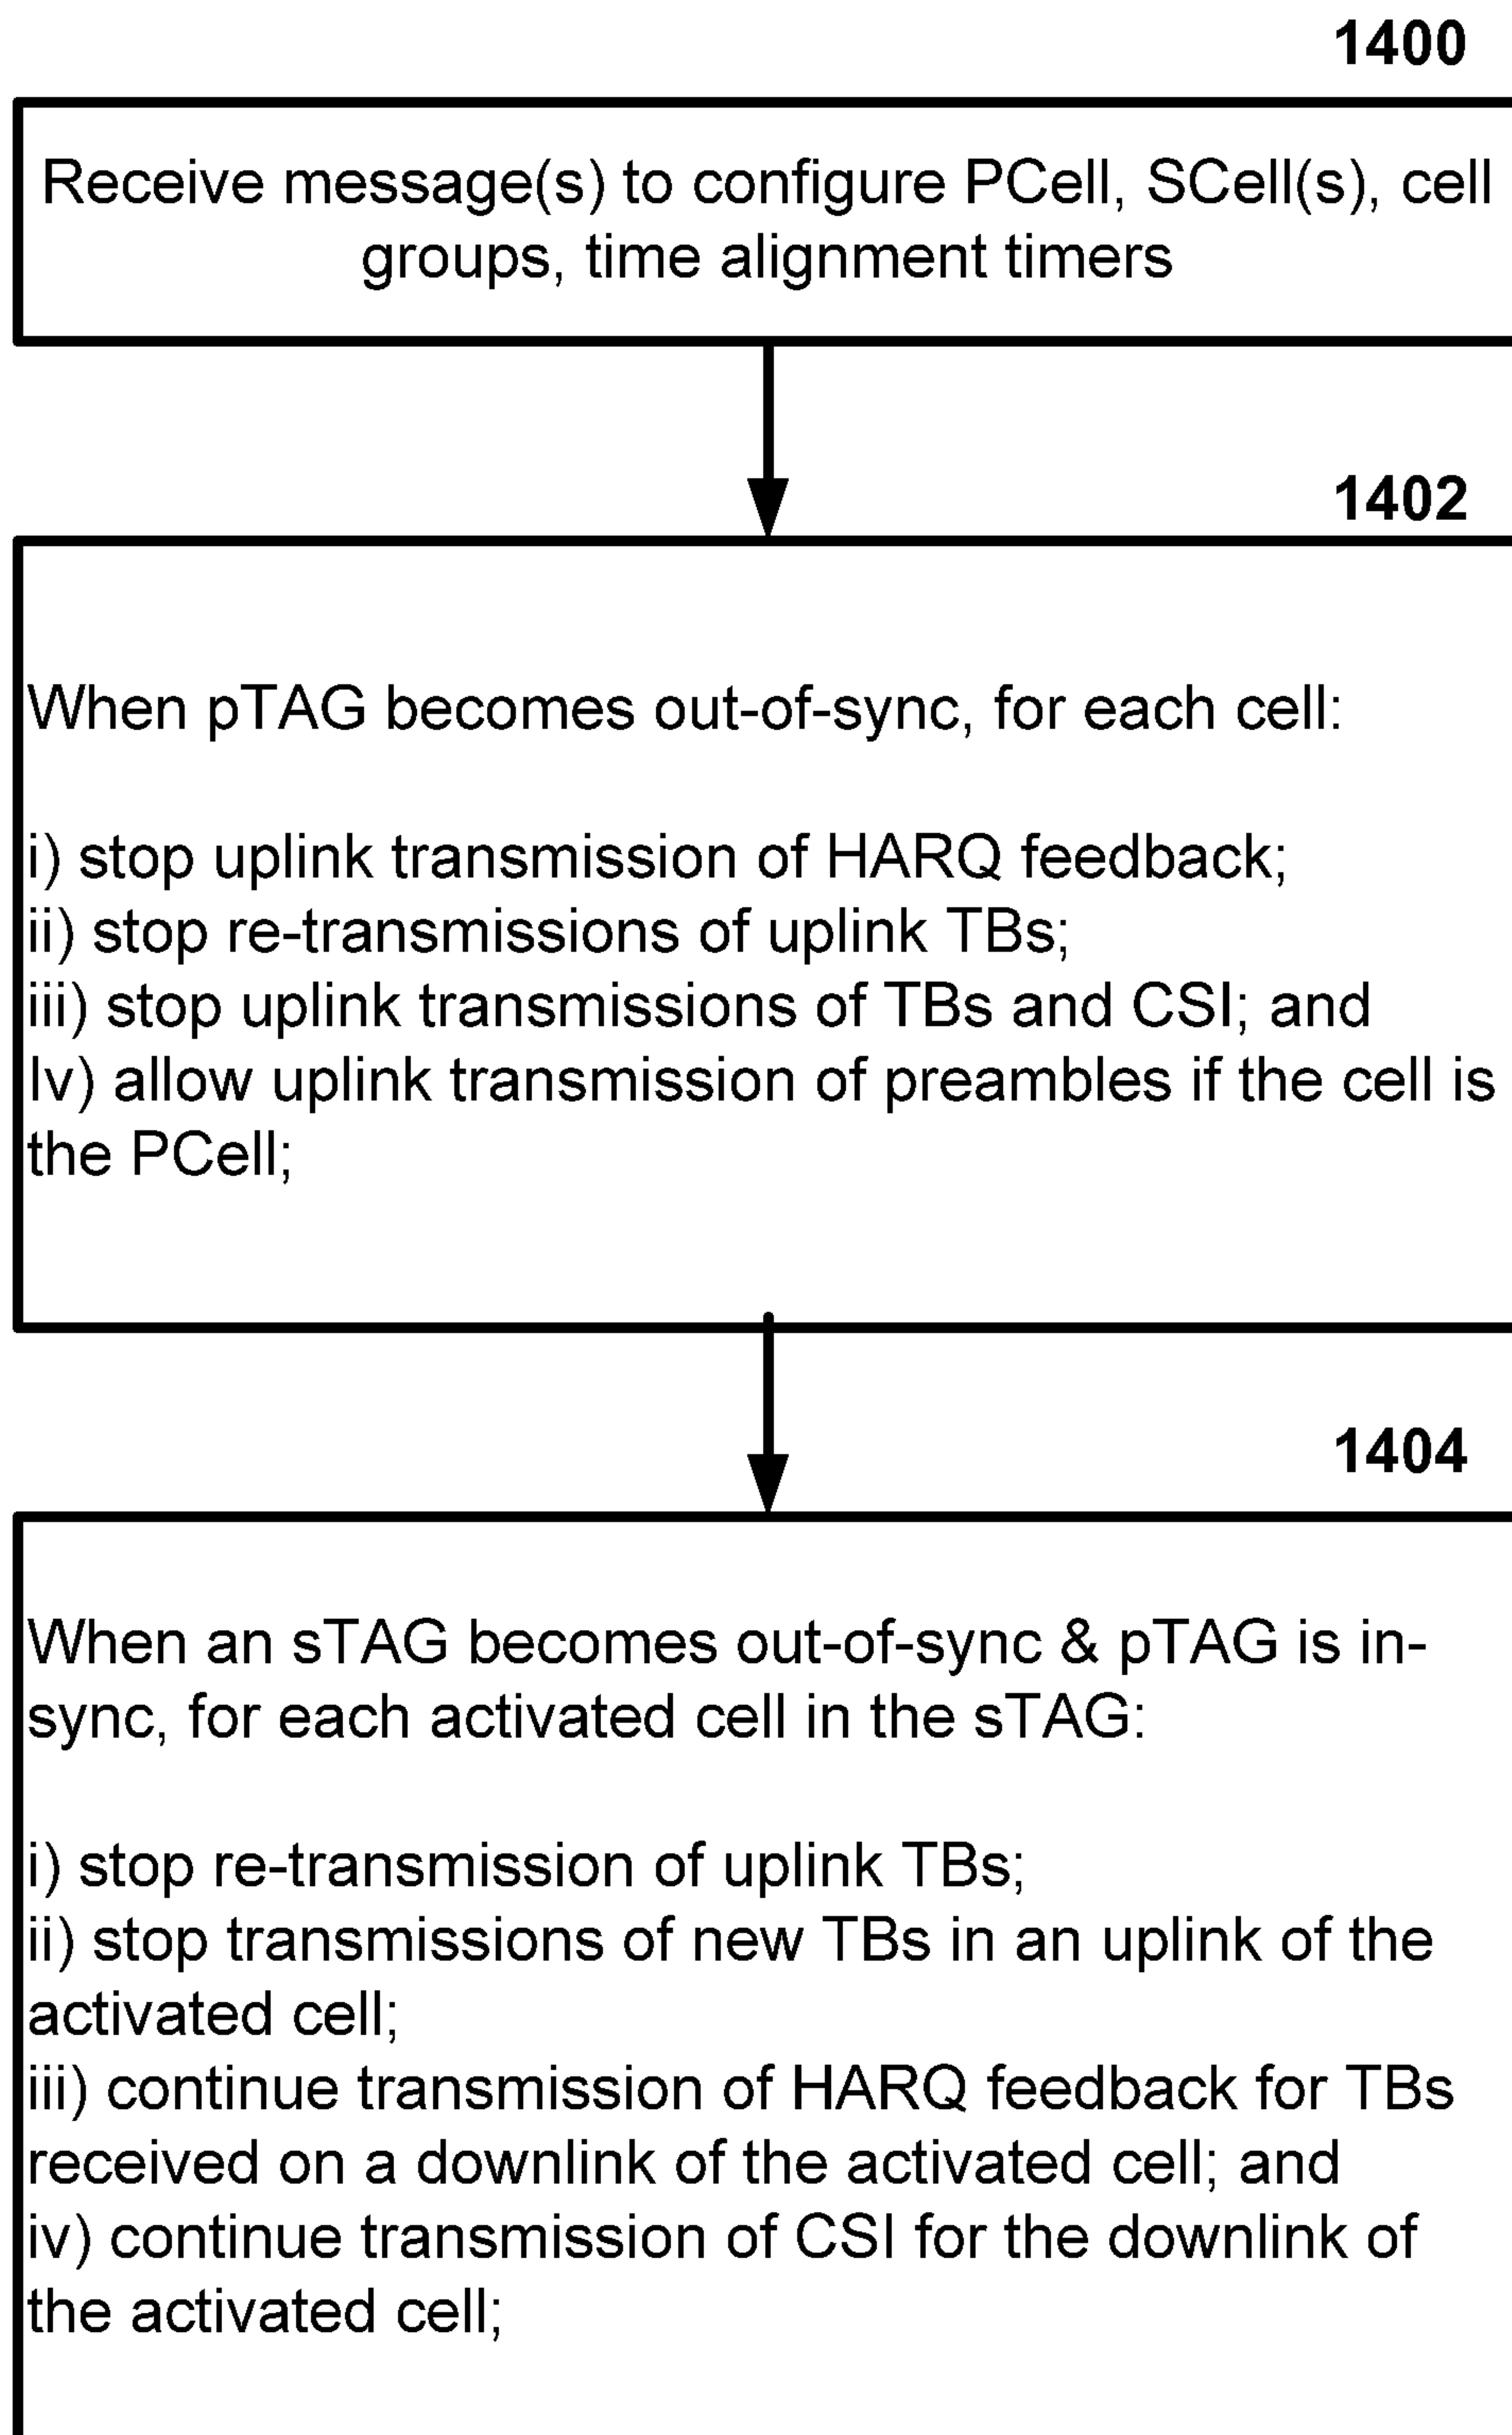 1400
Receive message(s) to configure PCell, SCell(s), cell
groups, time alignment timers
1402
When pTAG becomes out-of-sync, for each cell:
i) stop uplink transmission of HARQ feedback;
ii) stop re-transmissions of uplink TBs;
iii) stop uplink transmissions of TBs and CSI; and
Iv) allow uplink transmission of preambles if the cell is
the PCell;
1404
When an sTAG becomes out-of-sync & pTAG is in-
sync, for each activated cell in the sTAG:
i) stop re-transmission of uplink TBs;
ii) stop transmissions of new TBs in an uplink of the
activated cell;
iii) continue transmission of HARQ feedback for TBs
received on a downlink of the activated cell; and
iv) continue transmission of CSI for the downlink of
the activated cell;